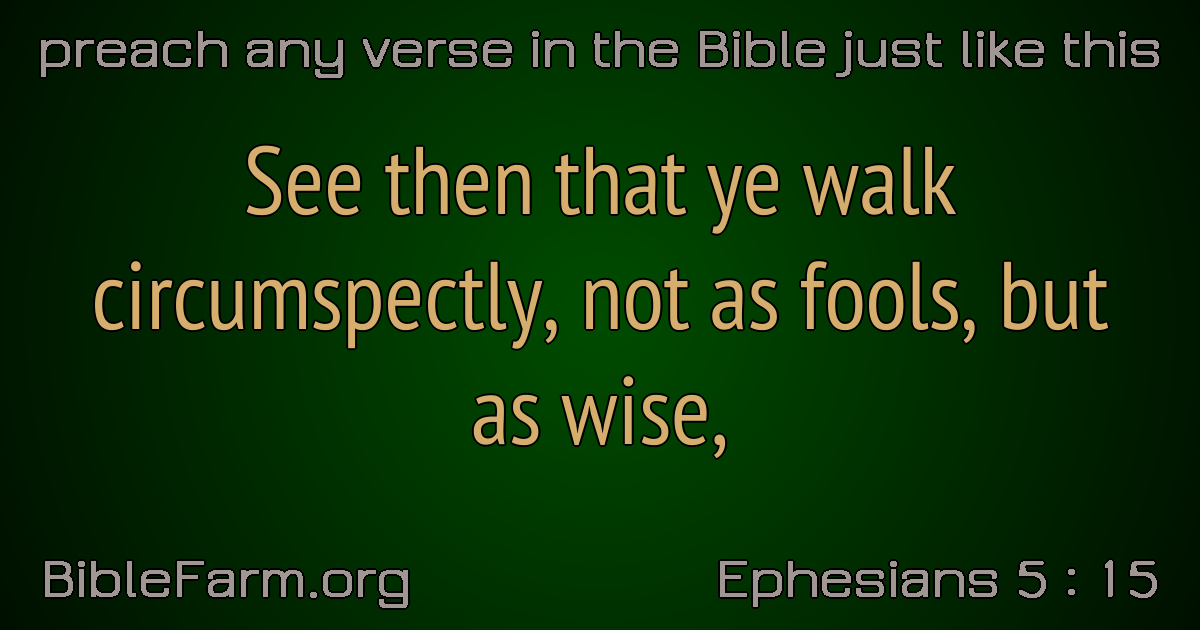 preach any verse in the Bible just like this
See then that ye walk
circumspectly, not as fools, but
as wise,
BibleFarm.org
Ephesians 5 : 15